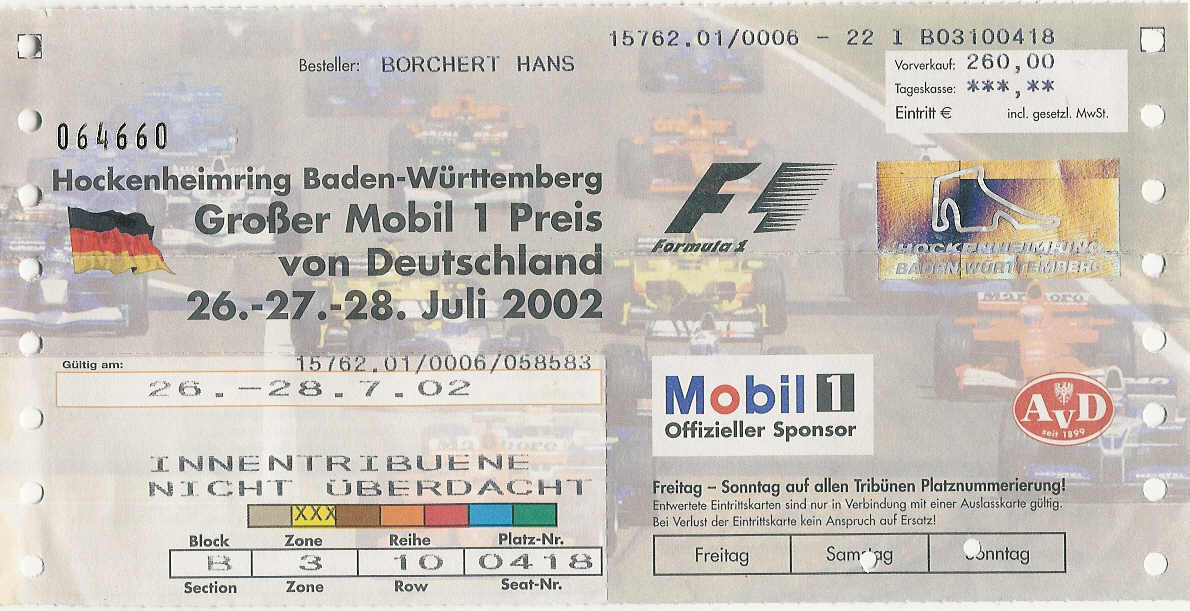 15762.01/0006 - 22 1 B03100418
Besteller: BORCHERT HANS
Vorverkauf: 260,00
Tageskasse: ***,**
Eintritt € incl. gesetzl. MwSt.
064660
Hockenheimring Baden-Württemberg
Großer Mobil 1 Preis
von Deutschland
26.-27.-28. Juli 2002
F1
Formula 1
HOCKENHEIMRING
BADEN-WÜRTTEMBERG
Marlboro
Gültig am: 15762.01/0006/058583
26.-28.7.02
Mobil 1
Offizieller Sponsor
AvD
seit 1899
Marlboro
INNENTRIBUENE
NICHT ÜBERDACHT
XXX
Block Zone Reihe Platz-Nr.
B 3 10 0418
Section Zone Row Seat-Nr.
Freitag – Sonntag auf allen Tribünen Platznummerierung!
Entwertete Eintrittskarten sind nur in Verbindung mit einer Auslasskarte gültig.
Bei Verlust der Eintrittskarte kein Anspruch auf Ersatz!
Freitag Samstag Sonntag